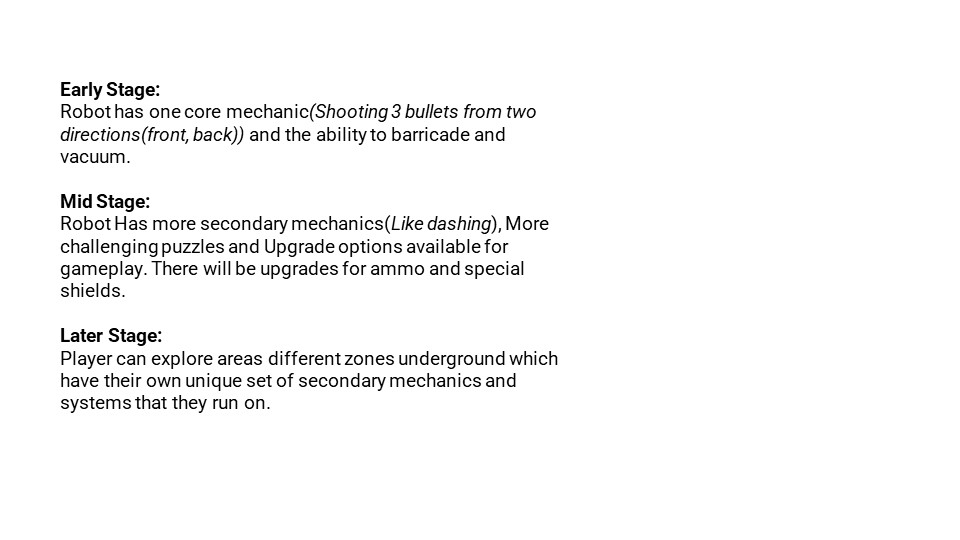 Early Stage:
Robot has one core mechanic(Shooting 3 bullets from two
directions(front, back)) and the ability to barricade and
vacuum.
Mid Stage:
Robot Has more secondary mechanics(Like dashing), More
challenging puzzles and Upgrade options available for
gameplay. There will be upgrades for ammo and special
shields.
Later Stage:
Player can explore areas different zones underground which
have their own unique set of secondary mechanics and
systems that they run on.